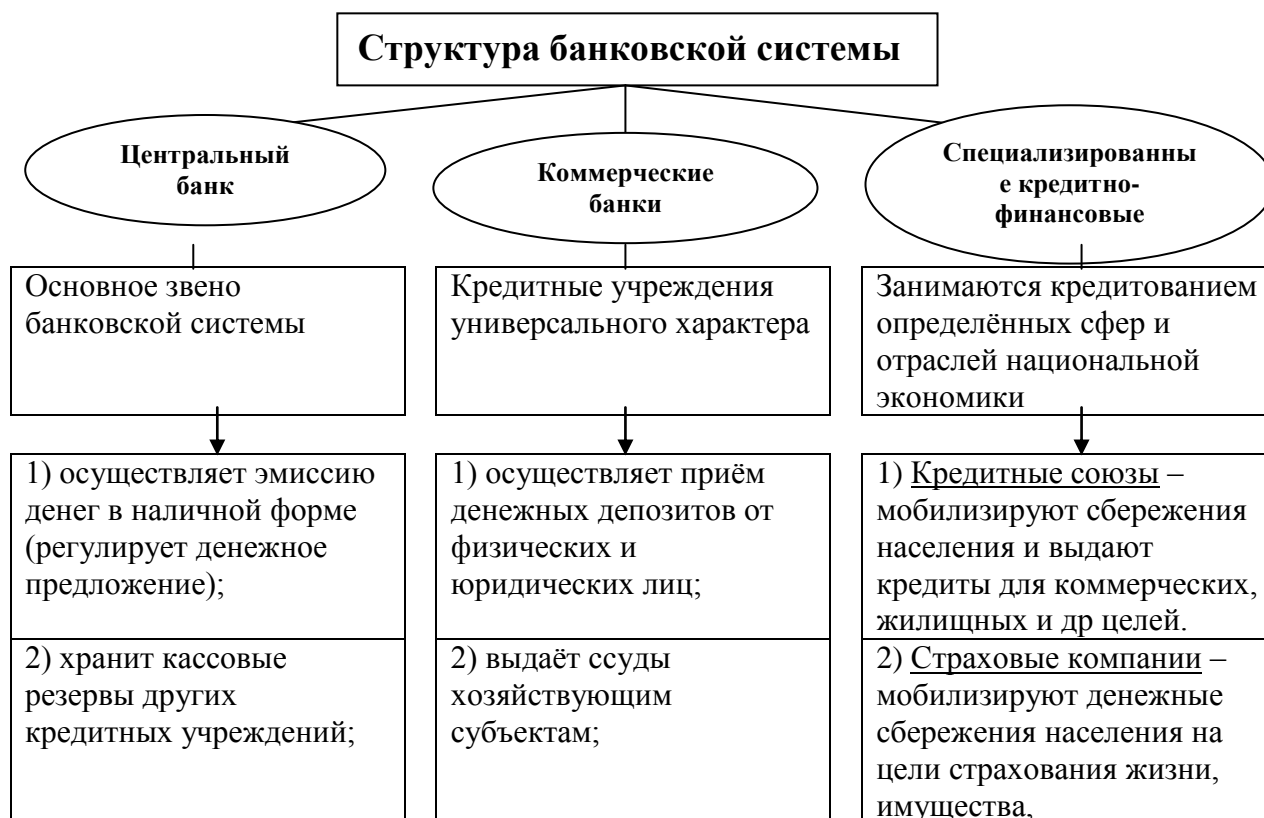 Структура банковской системы
Центральный
банк
Коммерческие
банки
Специализированны
е кредитно-
финансовые
Основное звено
банковской системы
Кредитные учреждения
универсального характера
Занимаются кредитованием
определённых сфер и
отраслей национальной
экономики
1) осуществляет эмиссию
денег в наличной форме
(регулирует денежное
предложение);
1) осуществляет приём
денежных депозитов от
физических и
юридических лиц;
1) Кредитные союзы –
мобилизируют сбережения
населения и выдают
кредиты для коммерческих,
жилищных и др целей.
2) хранит кассовые
резервы других
кредитных учреждений;
2) выдаёт ссуды
хозяйствующим
субъектам;
2) Страховые компании –
мобилизируют денежные
сбережения населения на
цели страхования жизни,
имущества,